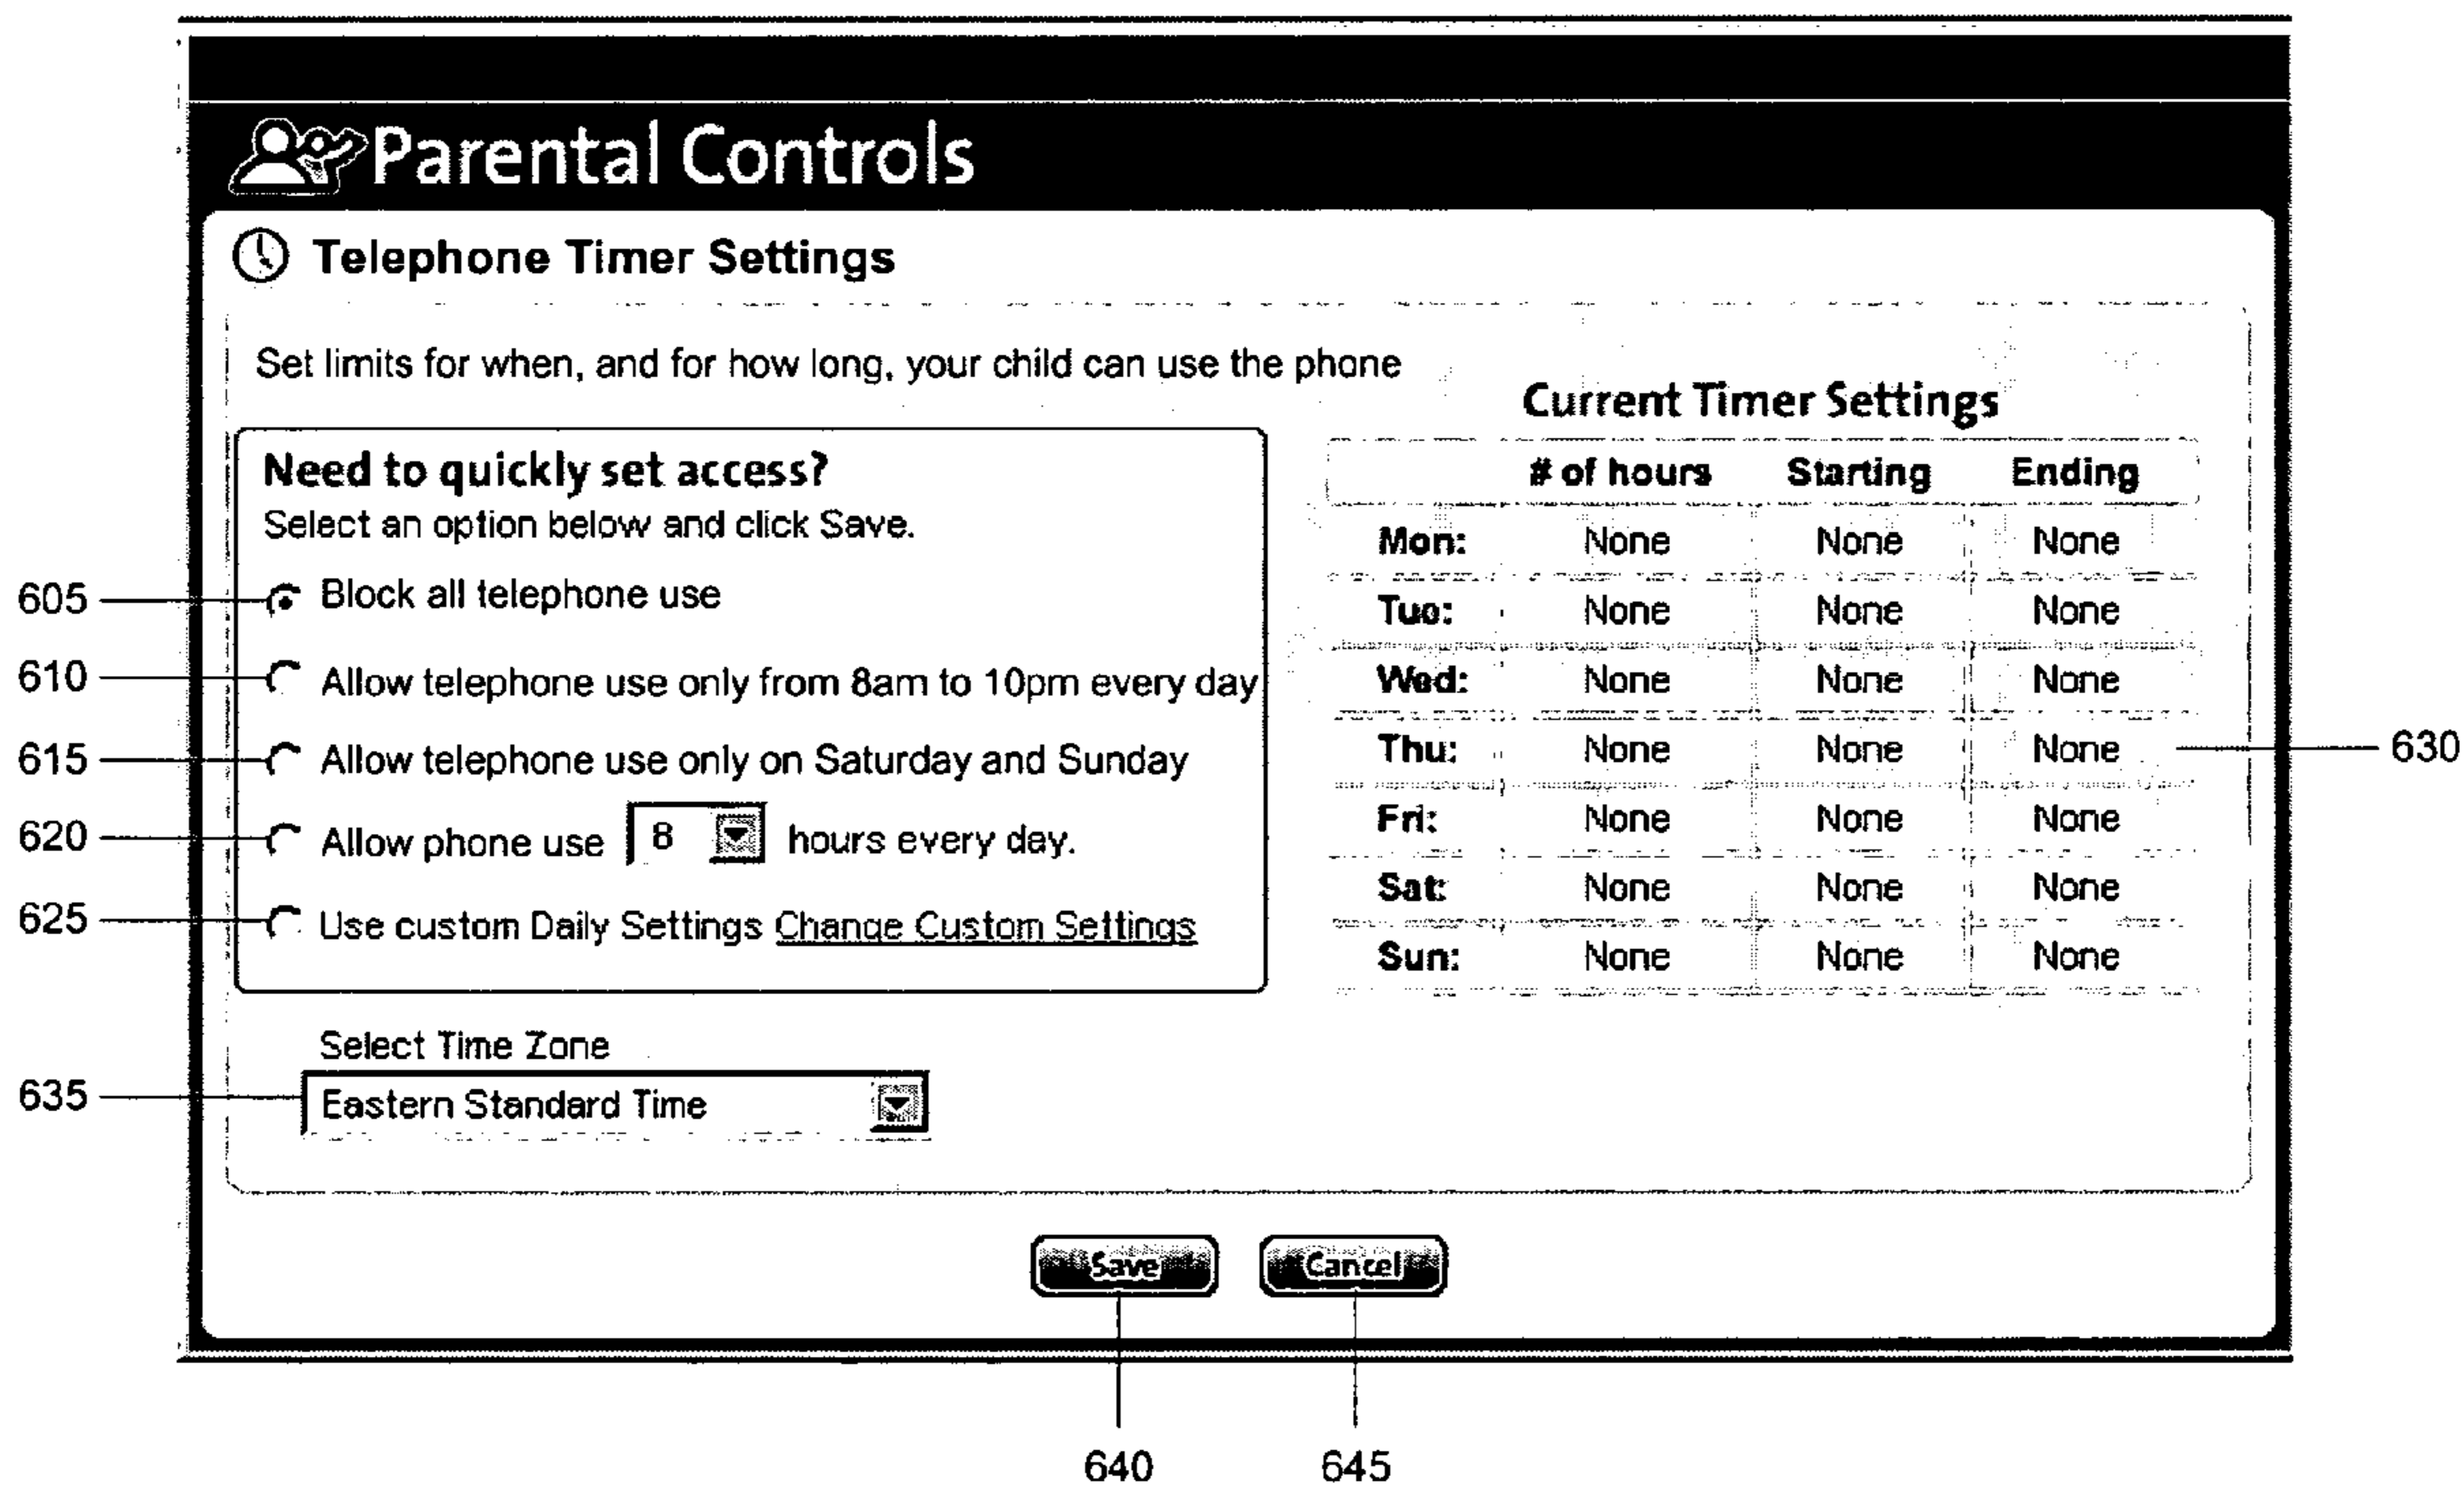 Parental Controls
Telephone Timer Settings
Set limits for when, and for how long, your child can use the phone
Need to quickly set access?
Select an option below and click Save.
605 Block all telephone use
610 Allow telephone use only from 8am to 10pm every day
615 Allow telephone use only on Saturday and Sunday
620 Allow phone use 8 hours every day.
625 Use custom Daily Settings Change Custom Settings
Current Timer Settings
# of hours Starting Ending
Mon: None None None
Tue: None None None
Wed: None None None
Thu: None None None 630
Fri: None None None
Sat: None None None
Sun: None None None
Select Time Zone
635 Eastern Standard Time
Save Cancel
640 645